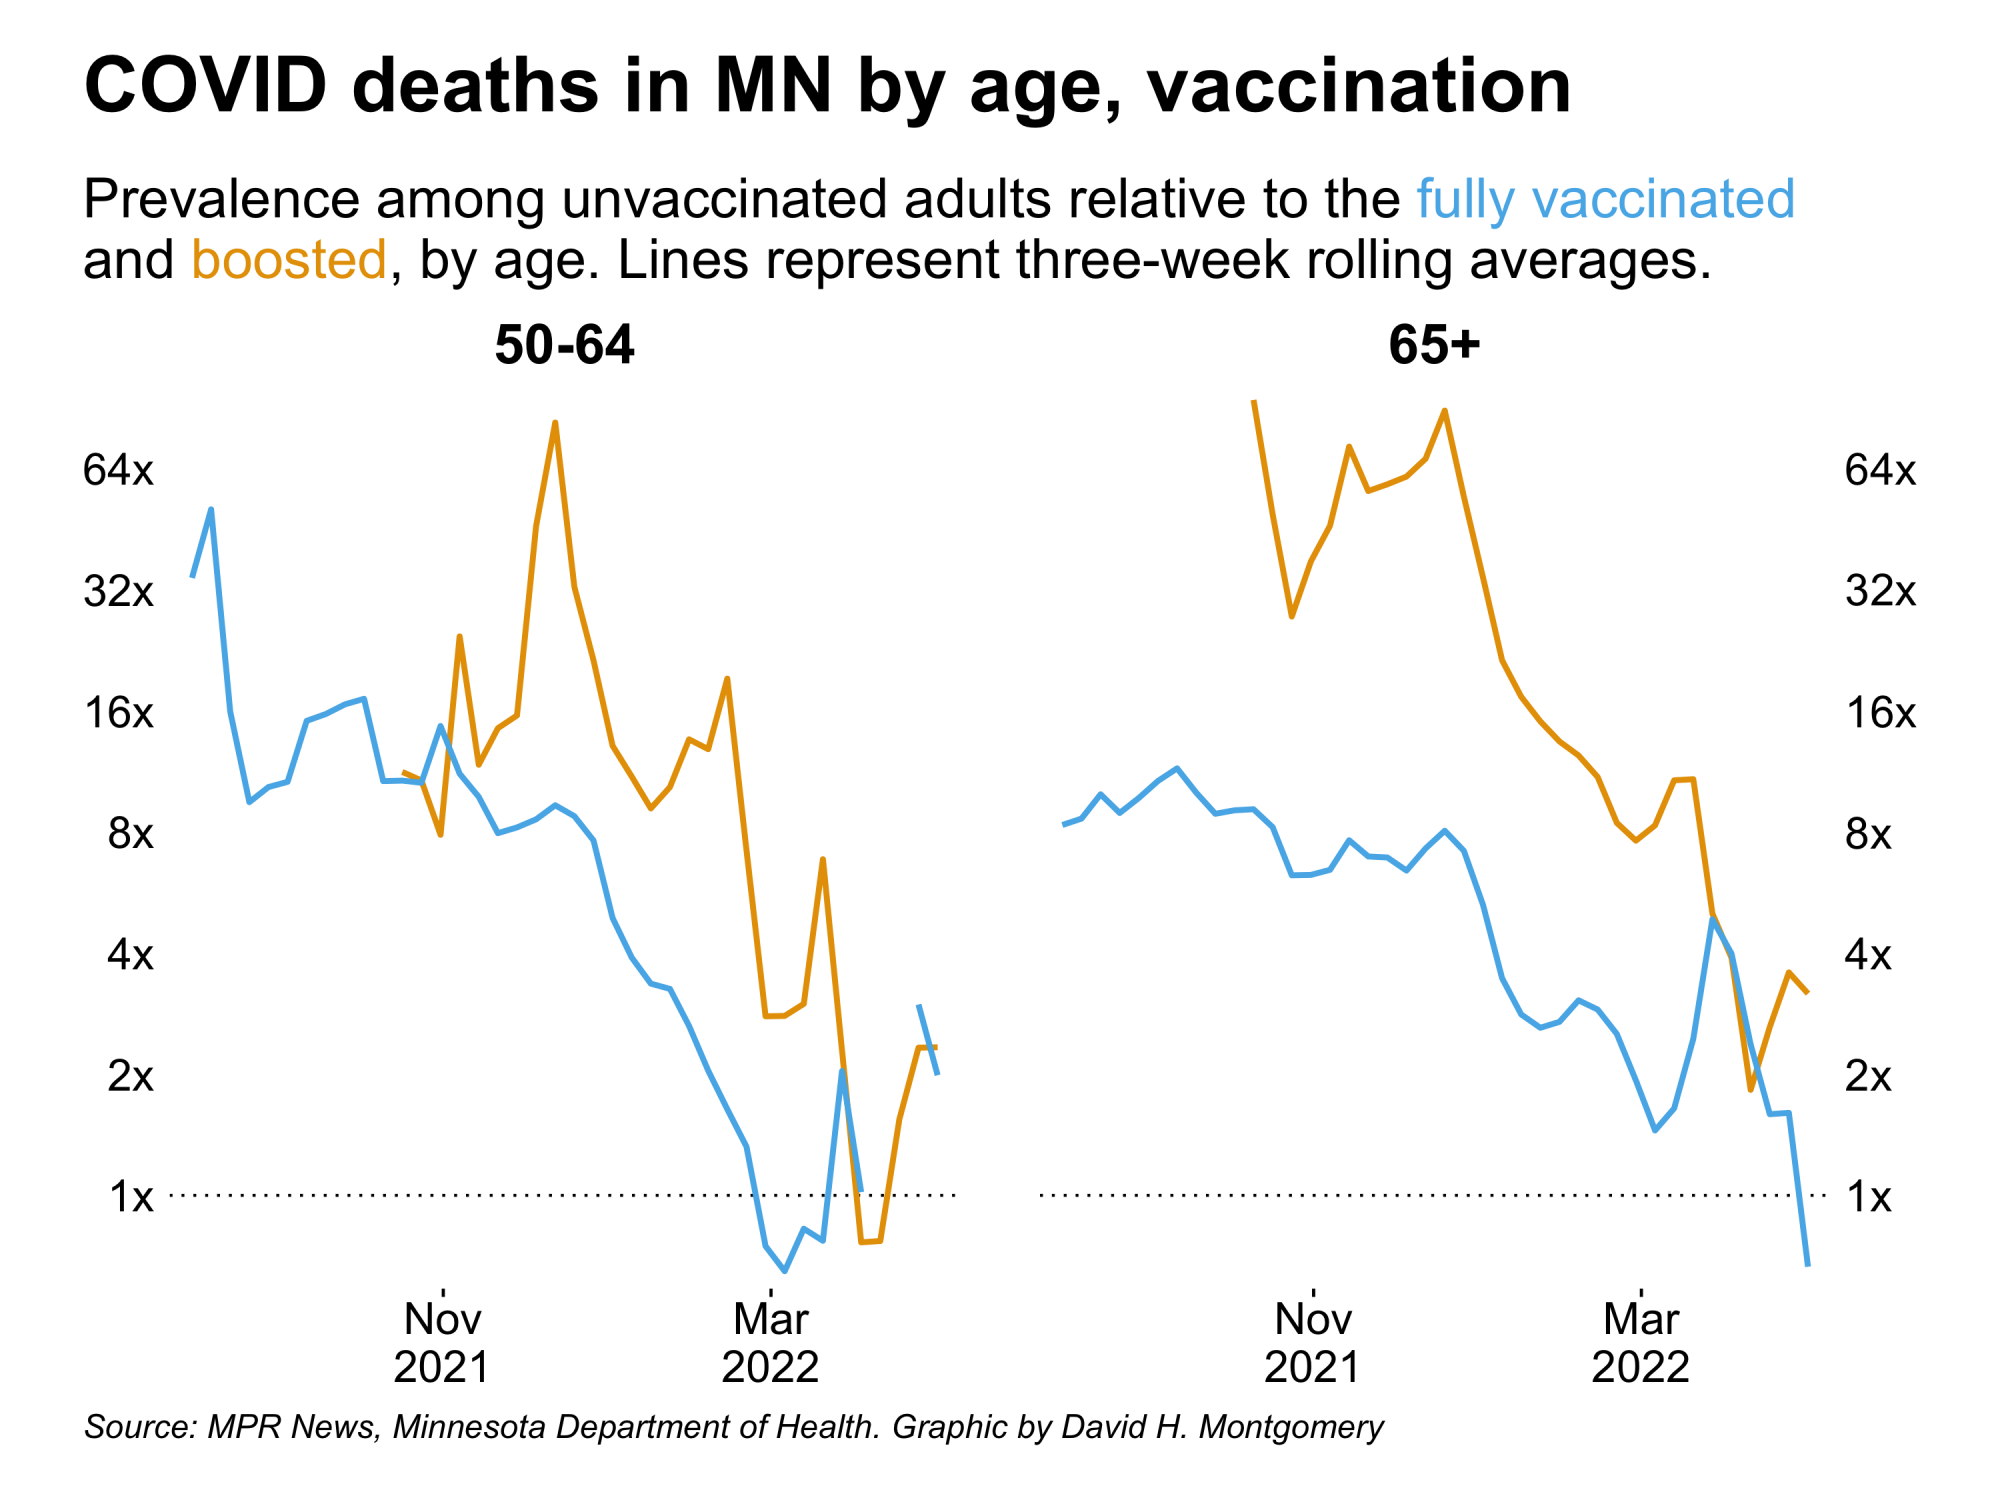 COVID deaths in MN by age, vaccination
Prevalence among unvaccinated adults relative to the fully vaccinated
and boosted, by age. Lines represent three-week rolling averages.
50-64
65+
64x
32x
16x
8x
4x
2x
1x
64x
32x
16x
8x
4x
2x
1x
Nov
2021
Mar
2022
Nov
2021
Mar
2022
Source: MPR News, Minnesota Department of Health. Graphic by David H. Montgomery